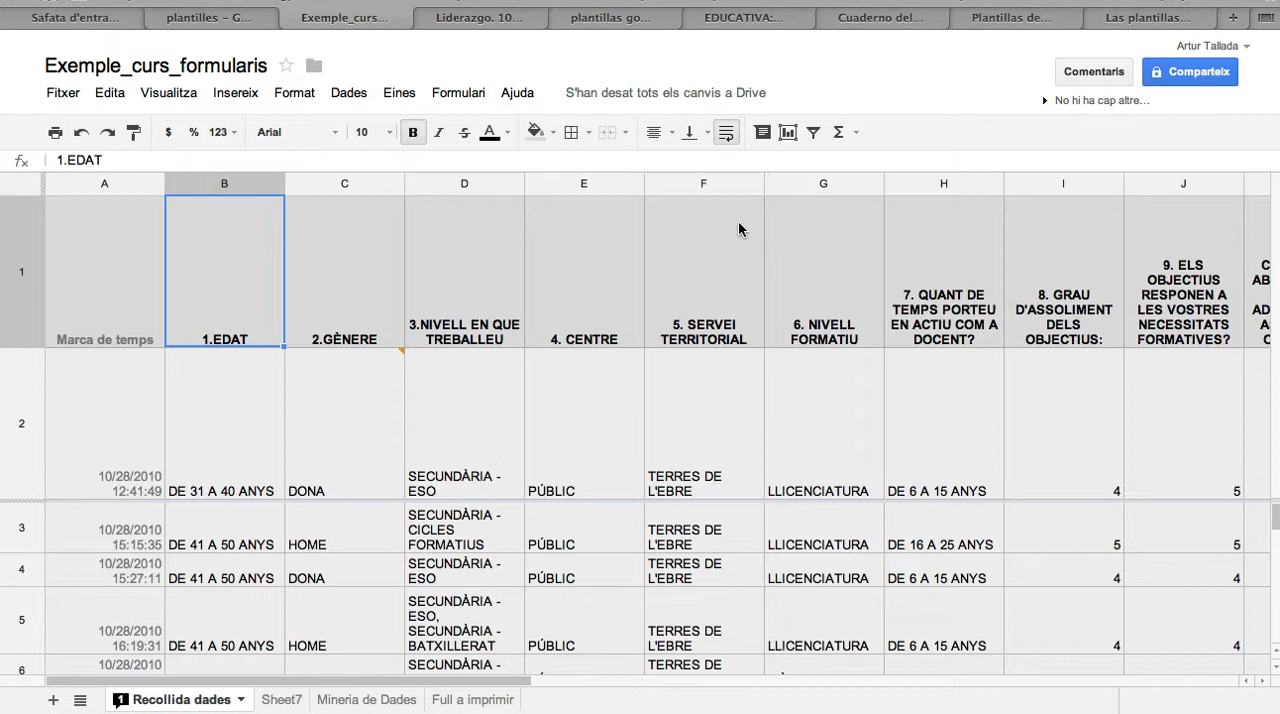 Safata d'entra...
plantilles – G...
Exemple_curs...
Liderazgo. 10...
plantillas go...
EDUCATIVA:...
Cuaderno del...
Plantillas de...
Las plantillas...
Artur Tallada
Exemple_curs_formularis
Comentaris
Comparteix
Fitxer Edita Visualitza Insereix Format Dades Eines Formulari Ajuda S'han desat tots els canvis a Drive
No hi ha cap altre...
$ % 123 Arial 10 B I S A Σ
fx 1.EDAT
A B C D E F G H I J
1
Marca de temps
1.EDAT
2.GÈNERE
3.NIVELL EN QUE
TREBALLEU
4. CENTRE
5. SERVEI
TERRITORIAL
6. NIVELL
FORMATIU
7. QUANT DE
TEMPS PORTEU
EN ACTIU COM A
DOCENT?
8. GRAU
D'ASSOLIMENT
DELS
OBJECTIUS:
9. ELS
OBJECTIUS
RESPONEN A
LES VOSTRES
NECESSITATS
FORMATIVES?
2
10/28/2010
12:41:49
DE 31 A 40 ANYS
DONA
SECUNDÀRIA -
ESO
PÚBLIC
TERRES DE
L'EBRE
LLICENCIATURA
DE 6 A 15 ANYS
4
5
3
10/28/2010
15:15:35
DE 41 A 50 ANYS
HOME
SECUNDÀRIA -
CICLES
FORMATIUS
PÚBLIC
TERRES DE
L'EBRE
LLICENCIATURA
DE 16 A 25 ANYS
5
5
4
10/28/2010
15:27:11
DE 41 A 50 ANYS
DONA
SECUNDÀRIA -
ESO
PÚBLIC
TERRES DE
L'EBRE
LLICENCIATURA
DE 6 A 15 ANYS
4
4
5
10/28/2010
16:19:31
DE 41 A 50 ANYS
HOME
SECUNDÀRIA -
ESO,
SECUNDÀRIA -
BATXILLERAT
PÚBLIC
TERRES DE
L'EBRE
LLICENCIATURA
DE 6 A 15 ANYS
4
4
6
10/28/2010
SECUNDÀRIA -
TERRES DE
1 Recollida dades
Sheet7
Mineria de Dades
Full a imprimir